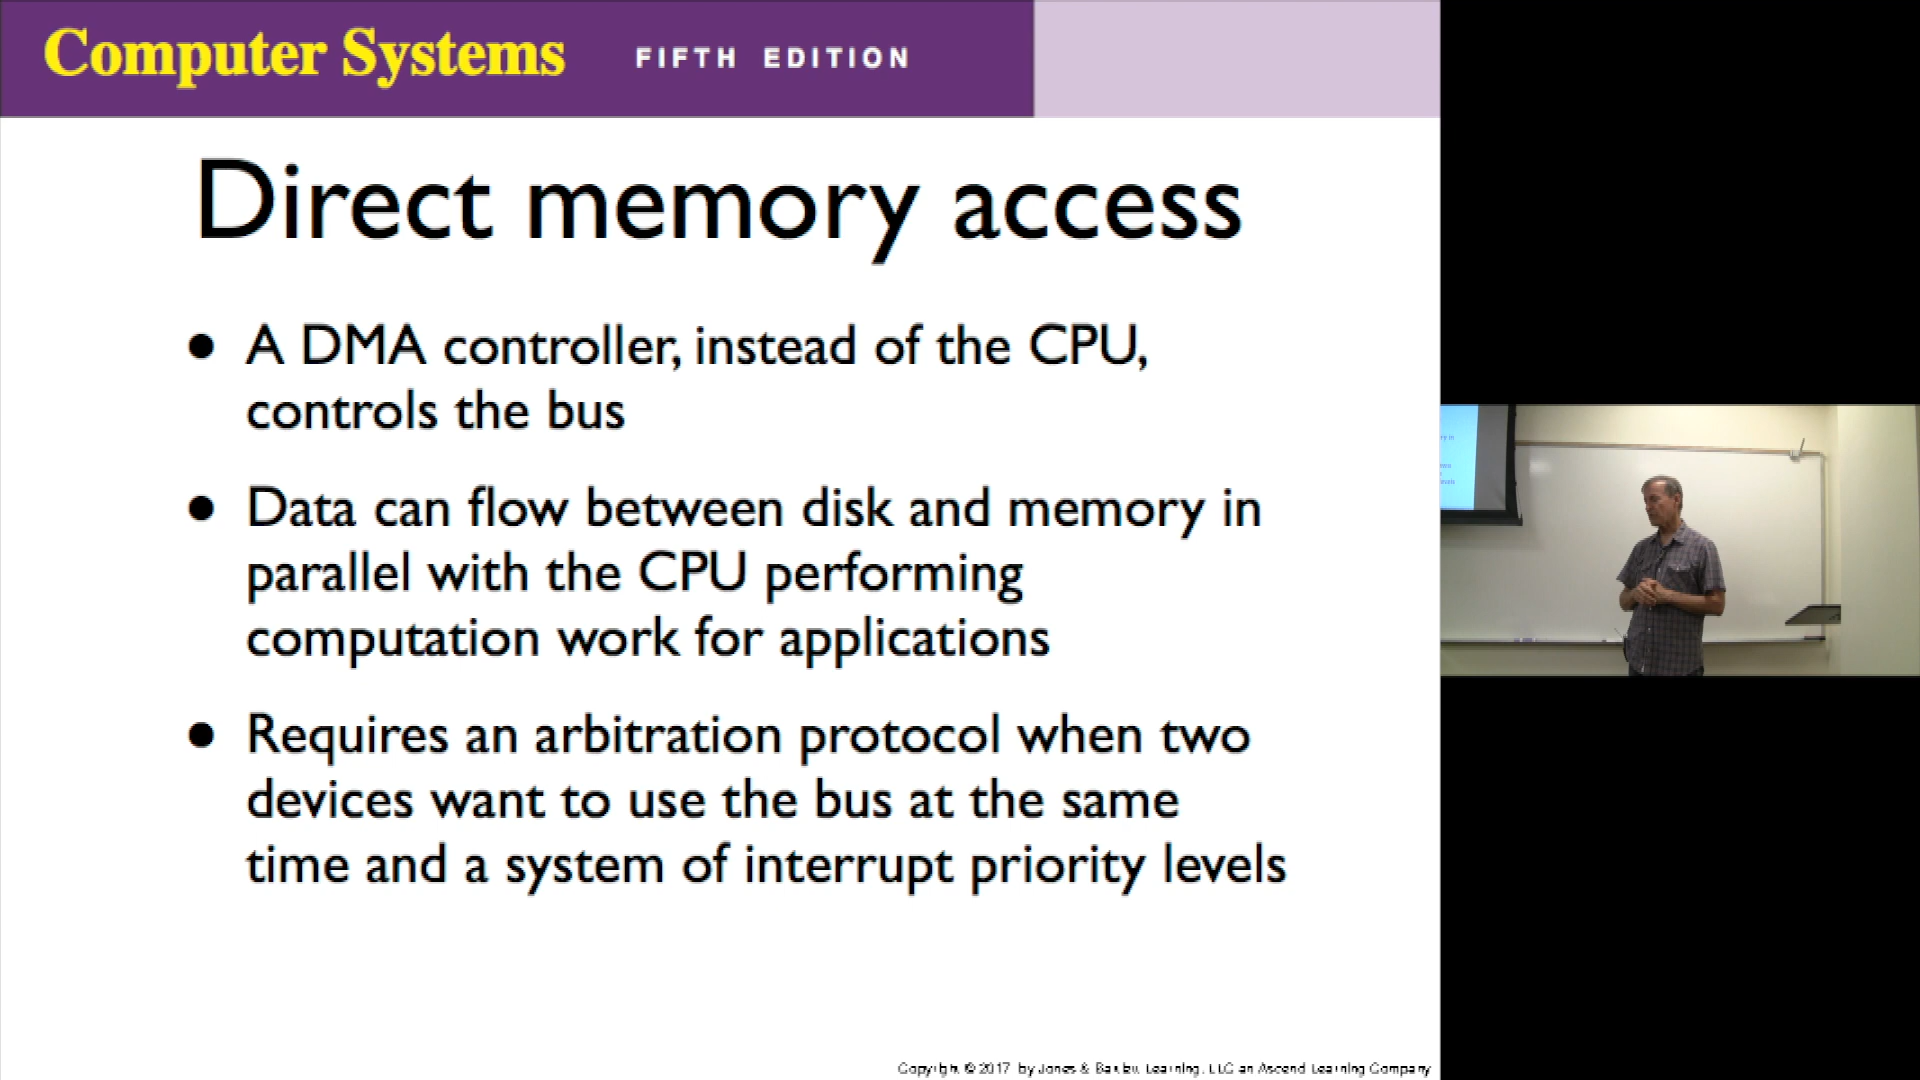 Computer Systems FIFTH EDITION
Direct memory access
• A DMA controller, instead of the CPU,
controls the bus
• Data can flow between disk and memory in
parallel with the CPU performing
computation work for applications
• Requires an arbitration protocol when two
devices want to use the bus at the same
time and a system of interrupt priority levels
Copyright © 2017 by Jones & Bartlett Learning, LLC an Ascend Learning Company